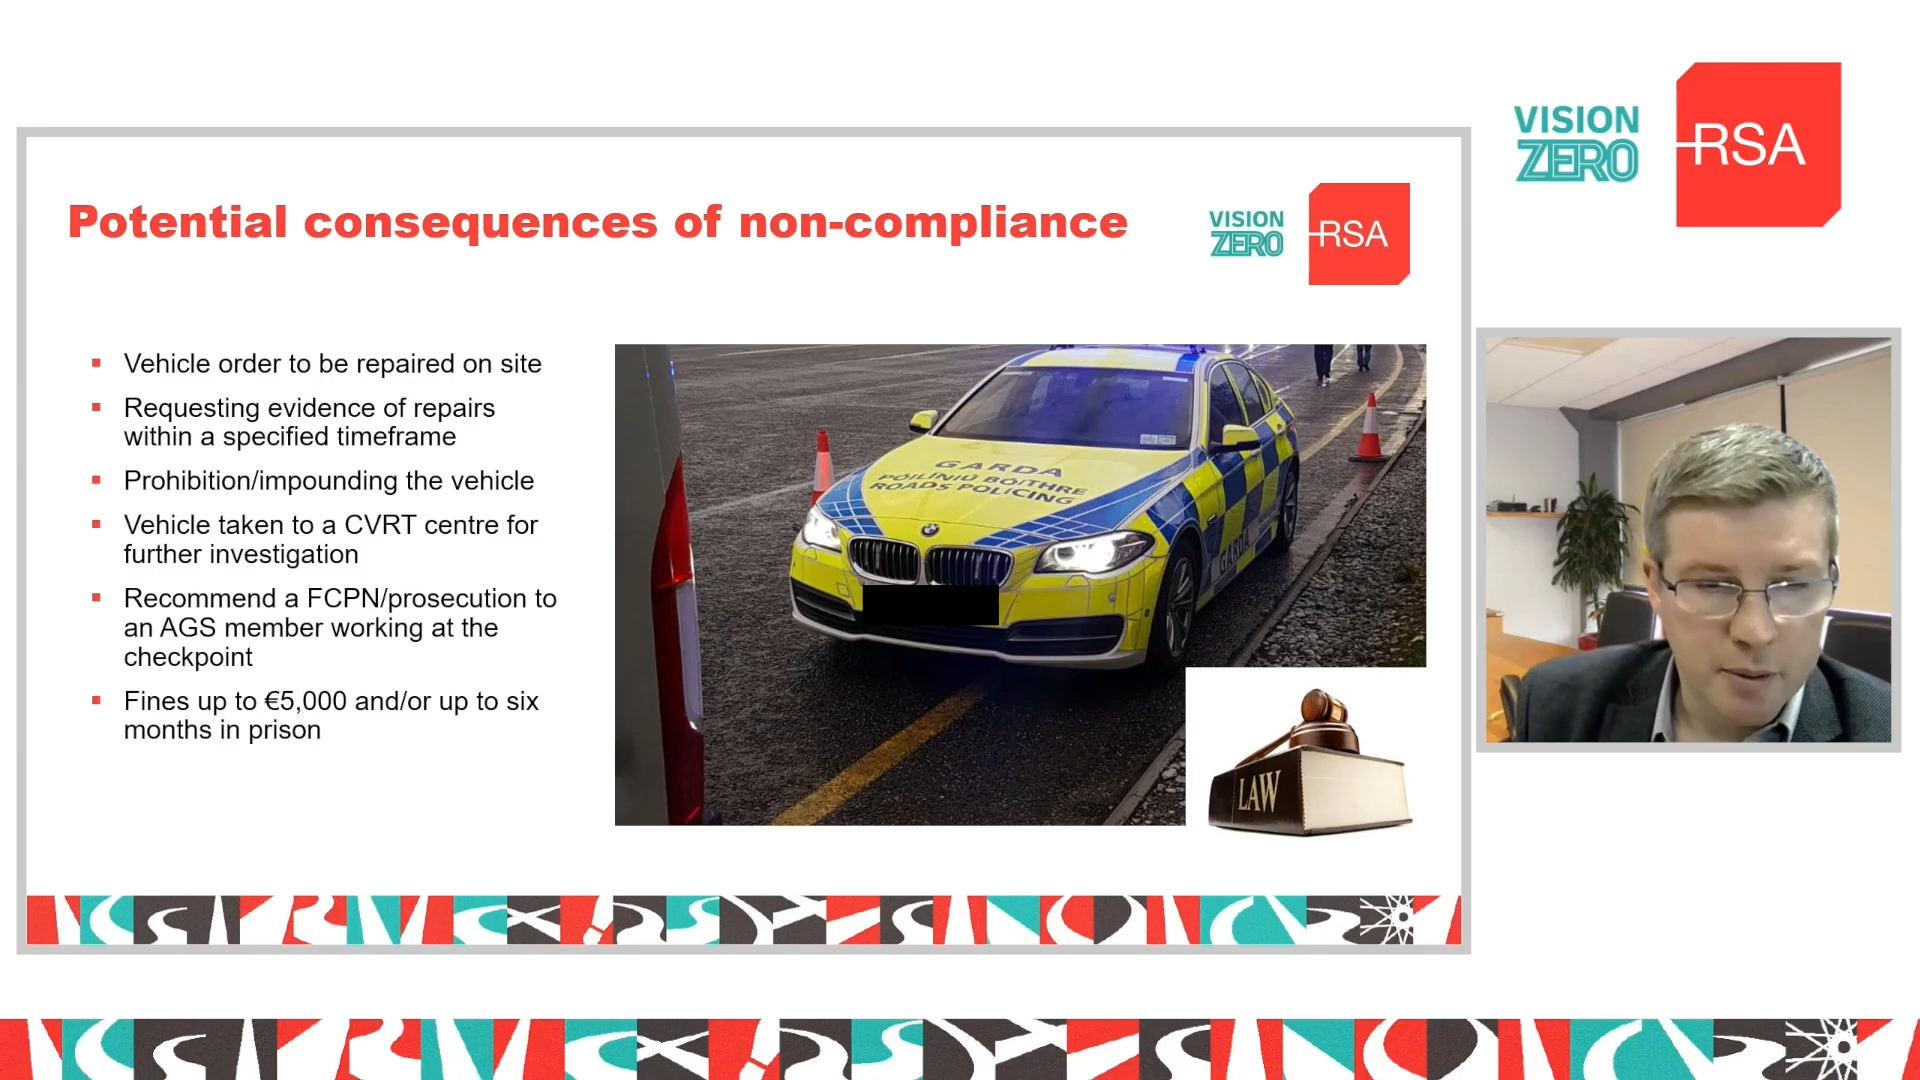 VISION
ZERO
RSA
Potential consequences of non-compliance
VISION
ZERO
RSA
Vehicle order to be repaired on site
Requesting evidence of repairs
within a specified timeframe
Prohibition/impounding the vehicle
Vehicle taken to a CVRT centre for
further investigation
Recommend a FCPN/prosecution to
an AGS member working at the
checkpoint
Fines up to €5,000 and/or up to six
months in prison
GARDA
PÓILÍNIÚ BÓITHRE
ROADS POLICING
GARDA
LAW